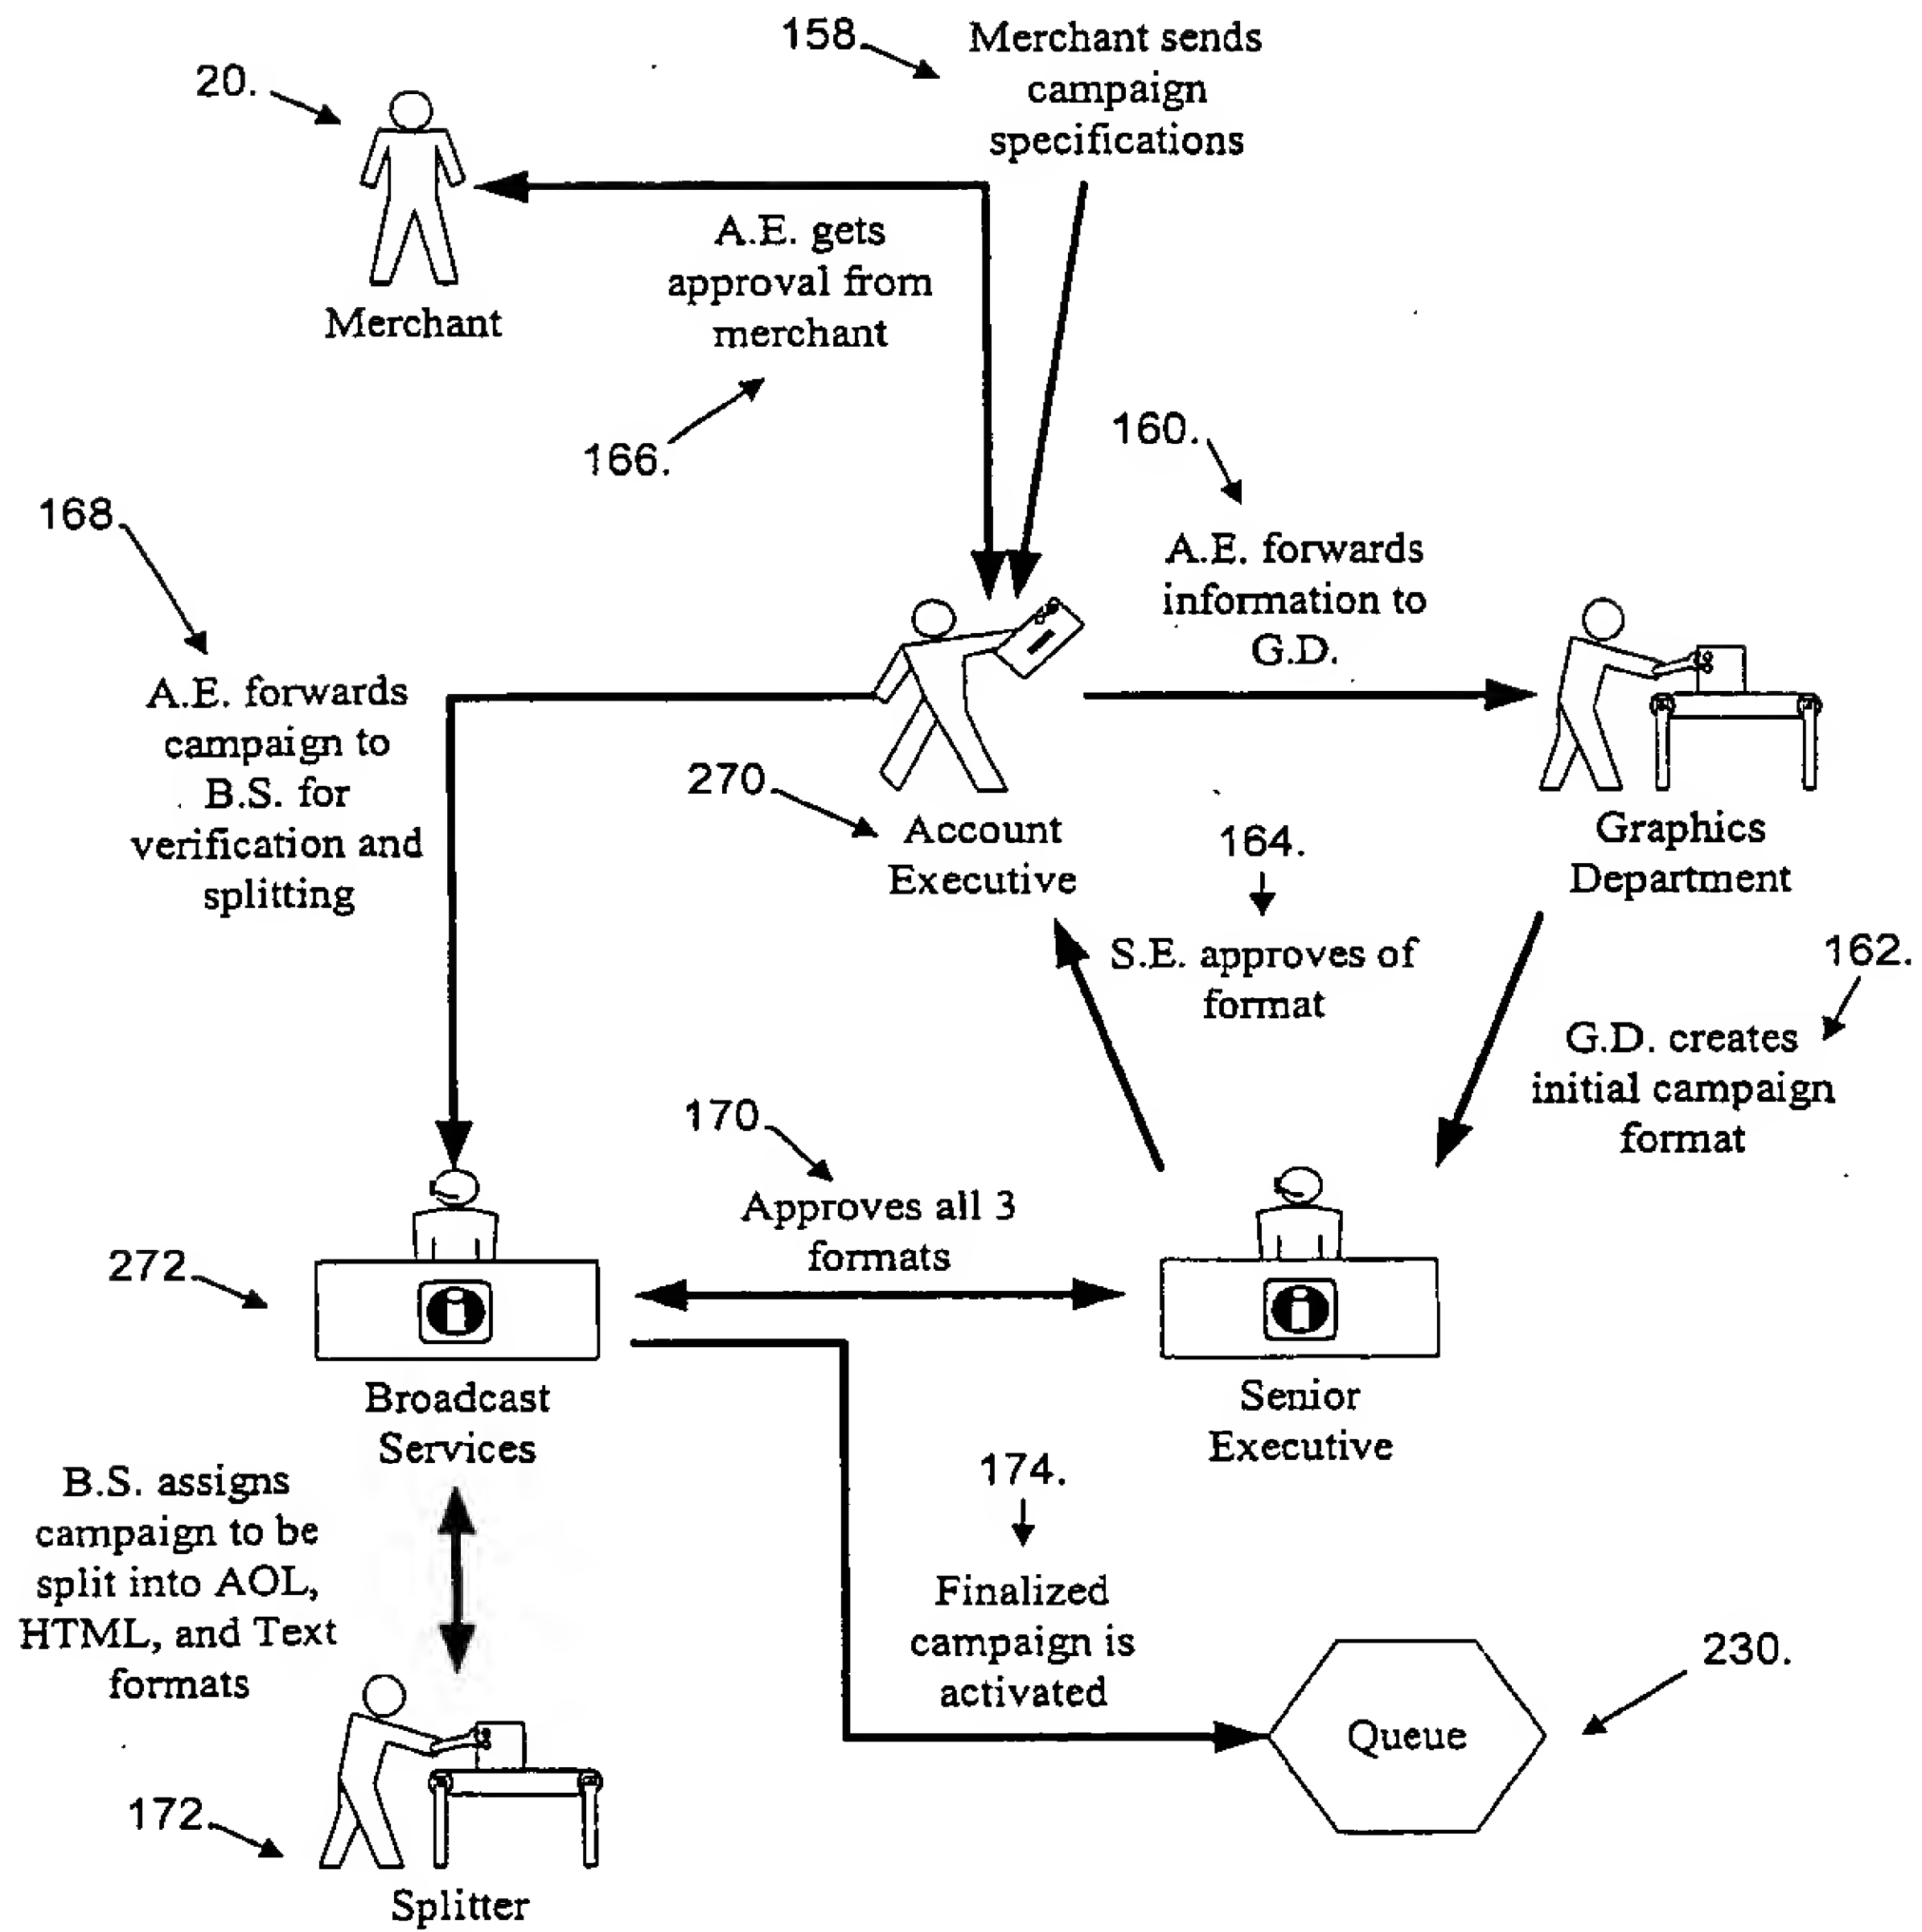 158.
Merchant sends
campaign
specifications
20.
Merchant
A.E. gets
approval from
merchant
166.
160.
A.E. forwards
information to
G.D.
168.
A.E. forwards
campaign to
B.S. for
verification and
splitting
270.
Account
Executive
Graphics
Department
164.
S.E. approves of
format
162.
G.D. creates
initial campaign
format
170.
Approves all 3
formats
272.
Broadcast
Services
Senior
Executive
B.S. assigns
campaign to be
split into AOL,
HTML, and Text
formats
174.
Finalized
campaign is
activated
230.
Queue
172.
Splitter